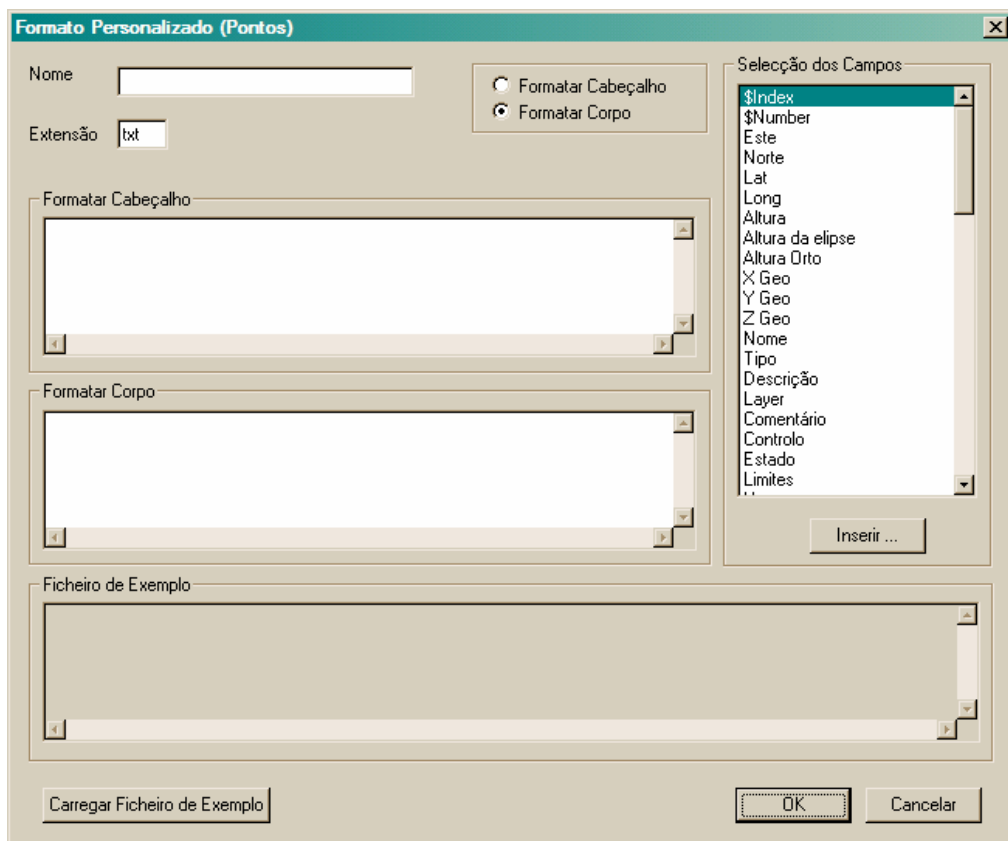 Formato Personalizado (Pontos)
Nome
Formatar Cabeçalho
Formatar Corpo
Extensão
txt
Selecção dos Campos
$Index
$Number
Este
Norte
Lat
Long
Altura
Altura da elipse
Altura Orto
X Geo
Y Geo
Z Geo
Nome
Tipo
Descrição
Layer
Comentário
Controlo
Estado
Limites
Inserir ...
Formatar Cabeçalho
Formatar Corpo
Ficheiro de Exemplo
Carregar Ficheiro de Exemplo
OK
Cancelar